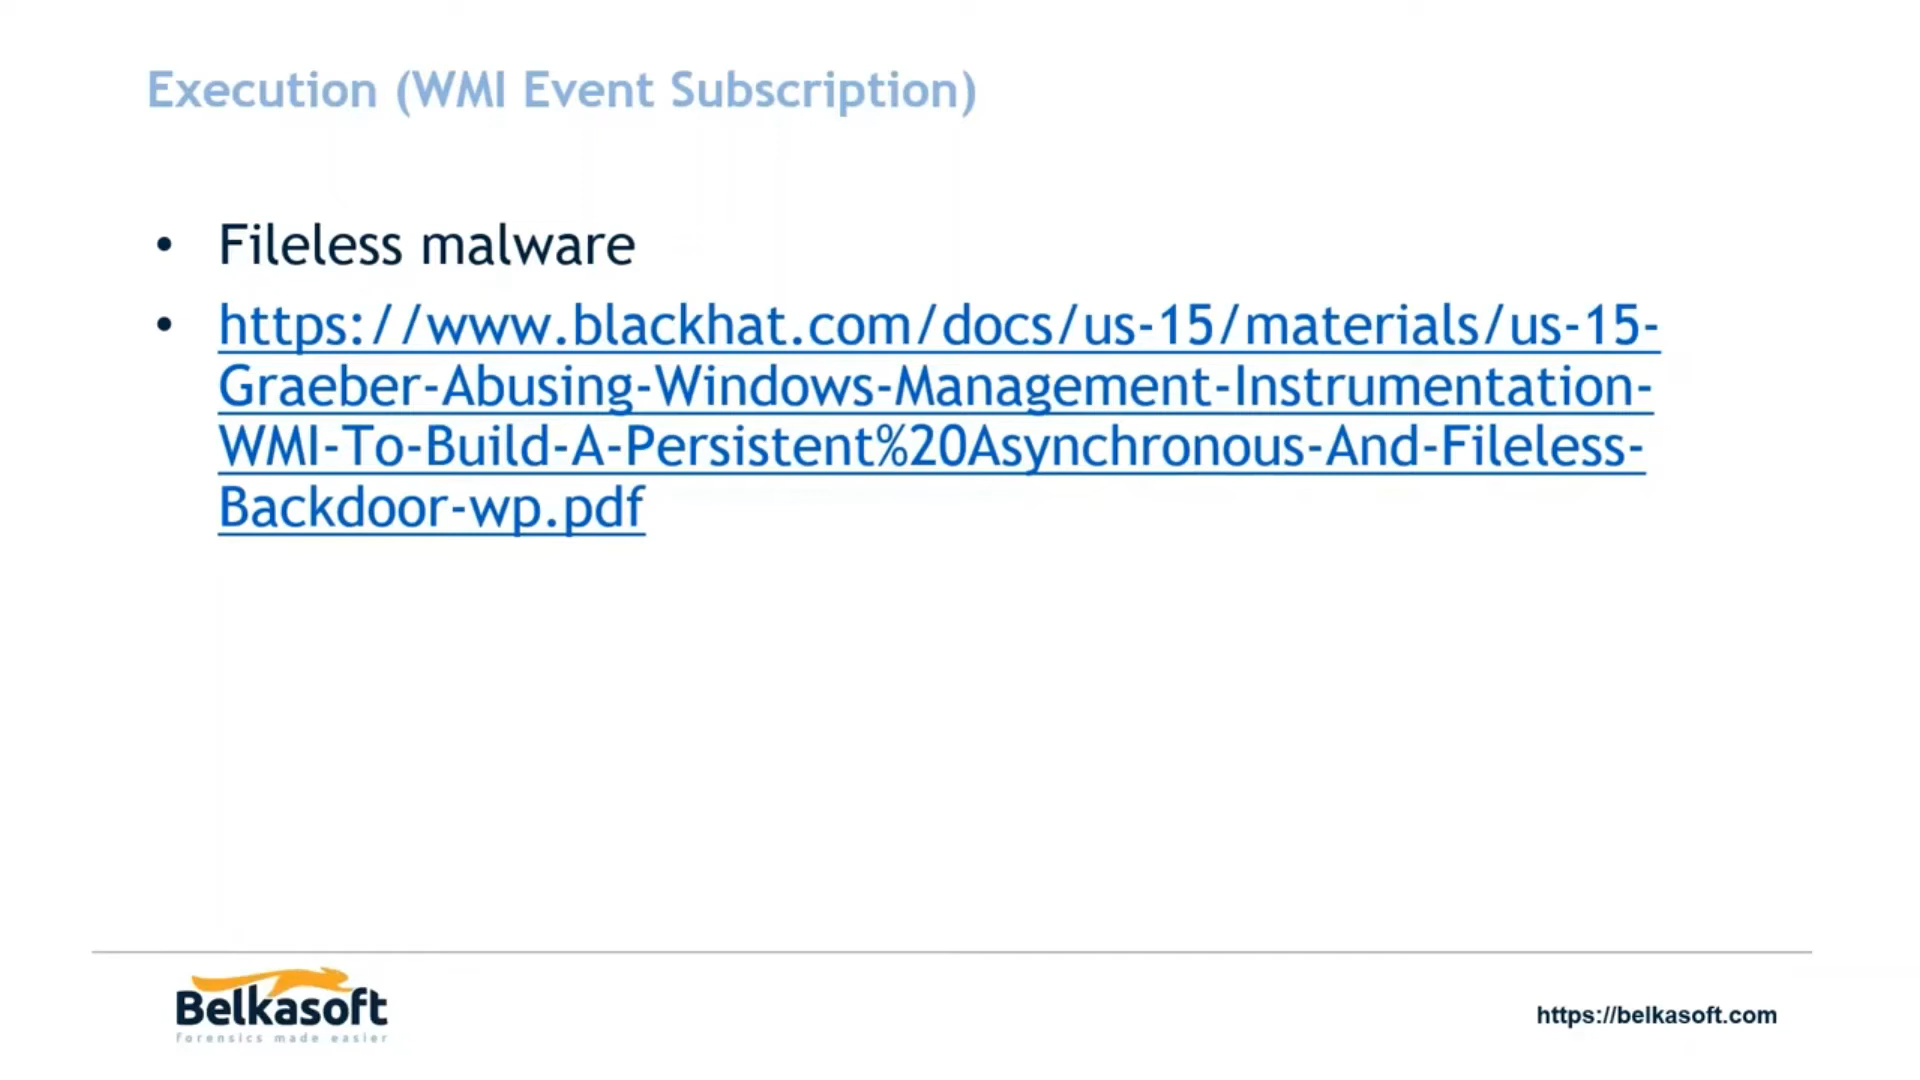 Execution (WMI Event Subscription)
• Fileless malware
• https://www.blackhat.com/docs/us-15/materials/us-15-
Graeber-Abusing-Windows-Management-Instrumentation-
WMI-To-Build-A-Persistent%20Asynchronous-And-Fileless-
Backdoor-wp.pdf
Belkasoft
forensics made easier
https://belkasoft.com